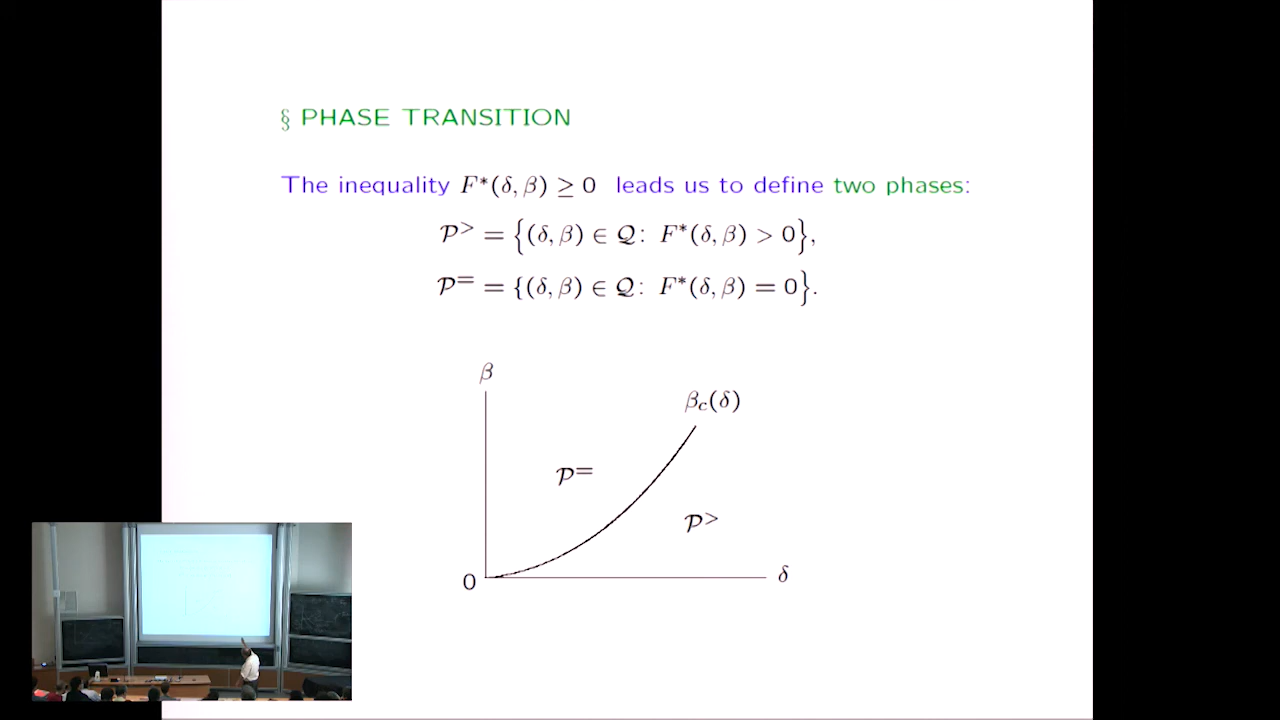 § PHASE TRANSITION
The inequality F*(δ, β) ≥ 0 leads us to define two phases:
𝒫^> = {(δ, β) ∈ 𝒬: F*(δ, β) > 0},
𝒫^= = {(δ, β) ∈ 𝒬: F*(δ, β) = 0}.
β
β_c(δ)
𝒫^=
𝒫^>
0
δ